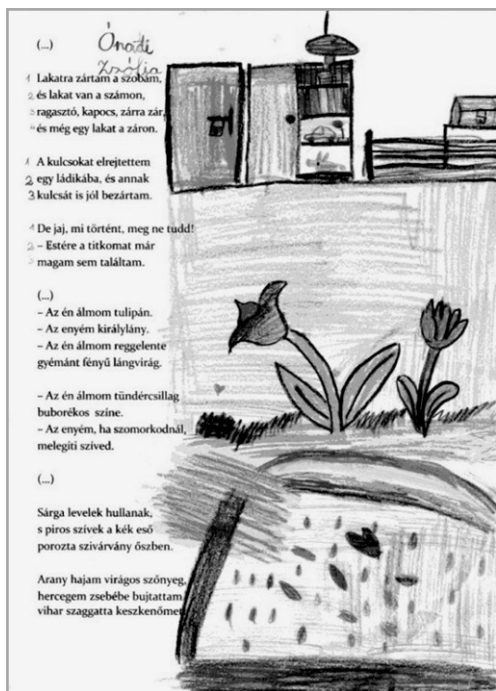 (...)
Zsófia
1 Lakatra zártam a szobám,
2 és lakat van a számon,
3 ragasztó, kapocs, zárra zár,
4 és még egy lakat a záron.
1 A kulcsokat elrejtettem
2 egy ládikába, és annak
3 kulcsát is jól bezártam.
1 De jaj, mi történt, meg ne tudd!
2 – Estére a titkomat már
3 magam sem találtam.
(...)
– Az én álmom tulipán.
– Az enyém királylány.
– Az én álmom reggelente
gyémánt fényű lángvirág.
– Az én álmom tündércsillag
buborékos színe.
– Az enyém, ha szomorkodnál,
melegíti szíved.
(...)
Sárga levelek hullanak,
s piros szívek a kék eső
porozta szivárvány őszben.
Arany hajam virágos szőnyeg,
hercegem zsebébe bujtattam
vihar szaggatta keszkenőmet